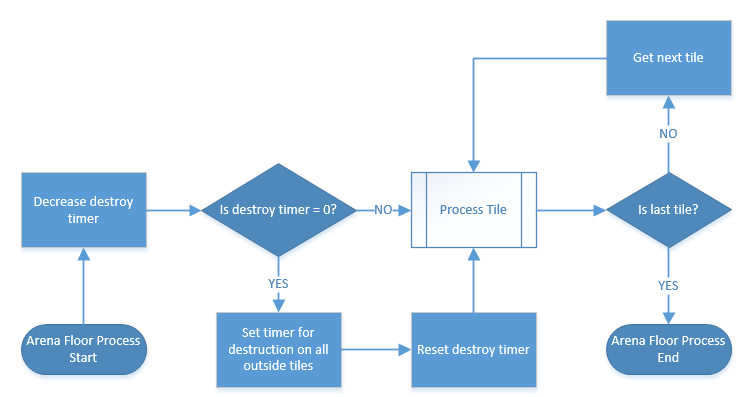 Get next tile
NO
Decrease destroy
timer
Is destroy timer = 0?
NO
Process Tile
Is last tile?
YES
YES
Arena Floor Process
Start
Set timer for
destruction on all
outside tiles
Reset destroy timer
Arena Floor Process
End